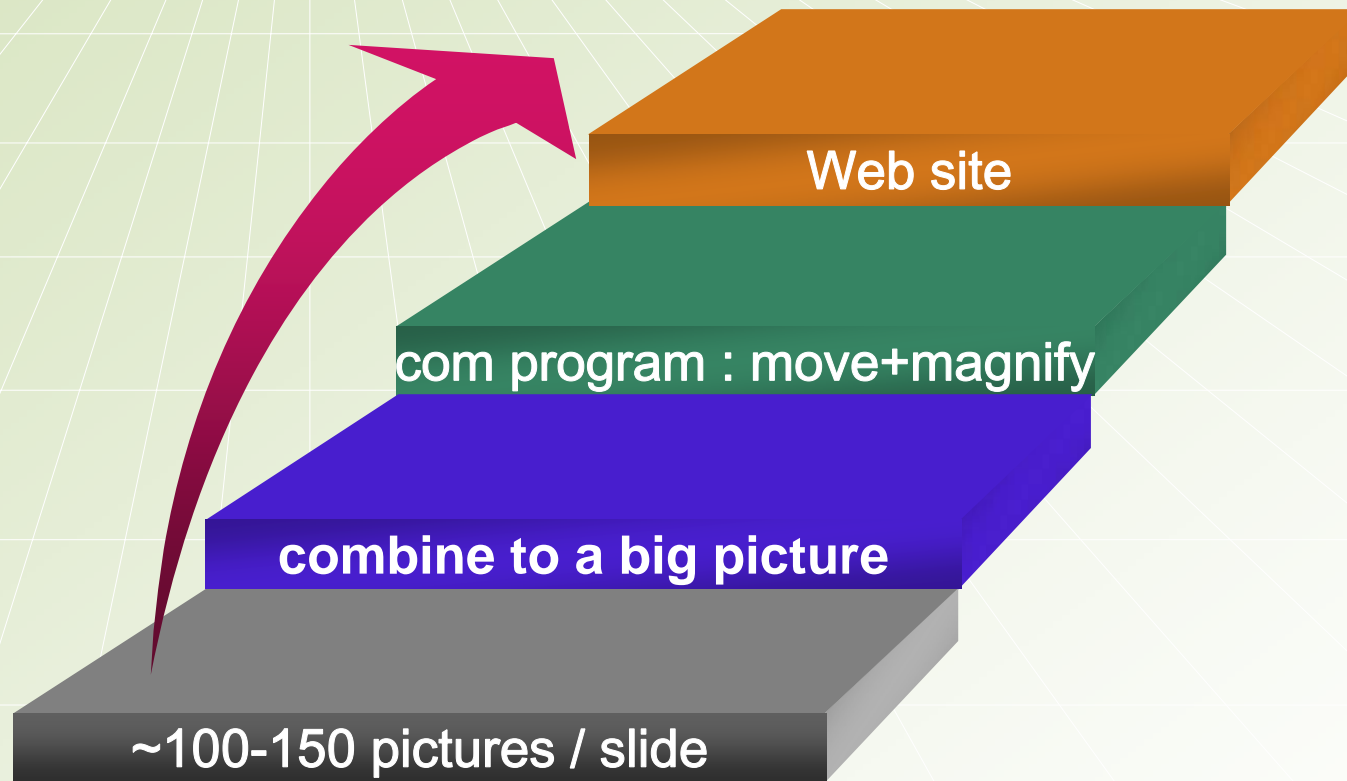 Web site
com program : move+magnify
combine to a big picture
~100-150 pictures / slide